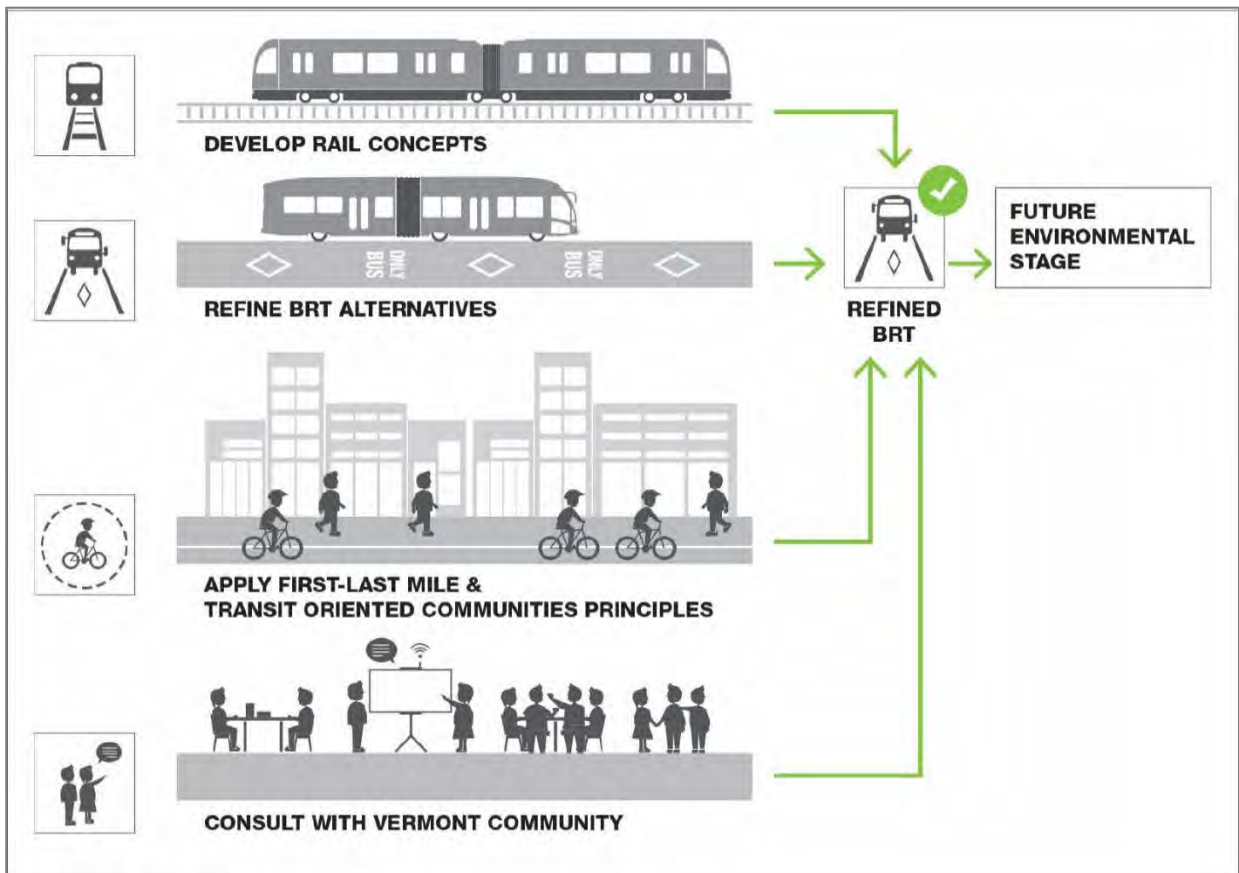 DEVELOP RAIL CONCEPTS
BUS
ONLY
BUS
ONLY
REFINE BRT ALTERNATIVES
REFINED
BRT
FUTURE
ENVIRONMENTAL
STAGE
APPLY FIRST-LAST MILE &
TRANSIT ORIENTED COMMUNITIES PRINCIPLES
CONSULT WITH VERMONT COMMUNITY